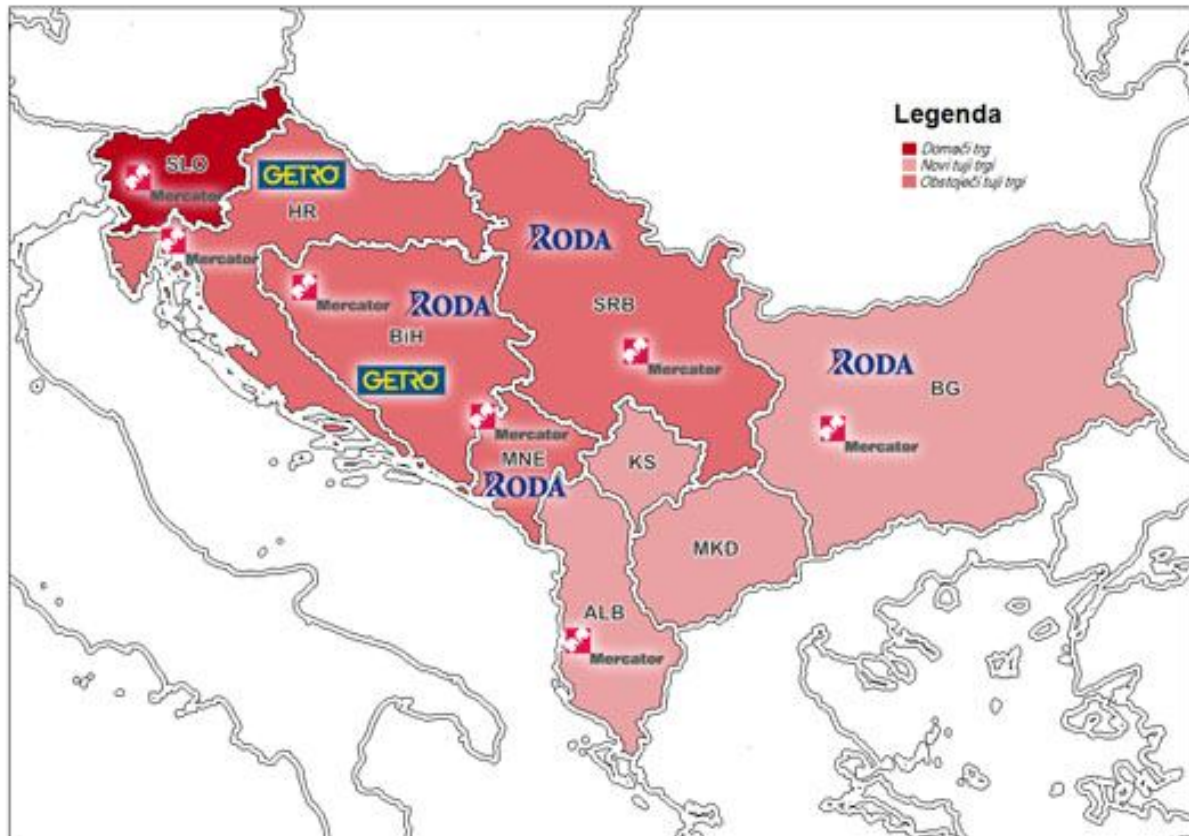 Legenda
Domači trg
Novi tuji trgi
Obstoječi tuji trgi
SLO
Mercator
GETRO
HR
Mercator
RODA
Mercator
RODA
BiH
SRB
Mercator
GETRO
RODA
BG
Mercator
Mercator
MNE
KS
RODA
MKD
ALB
Mercator